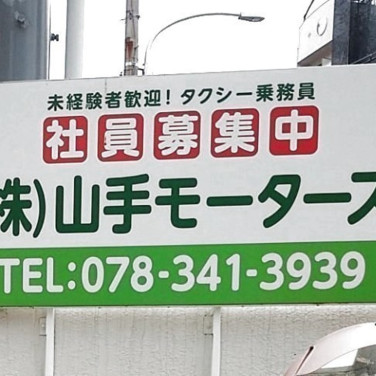 未経験者歓迎！タクシー乗務員
社員募集中
株)山手モータース
TEL:078-341-3939